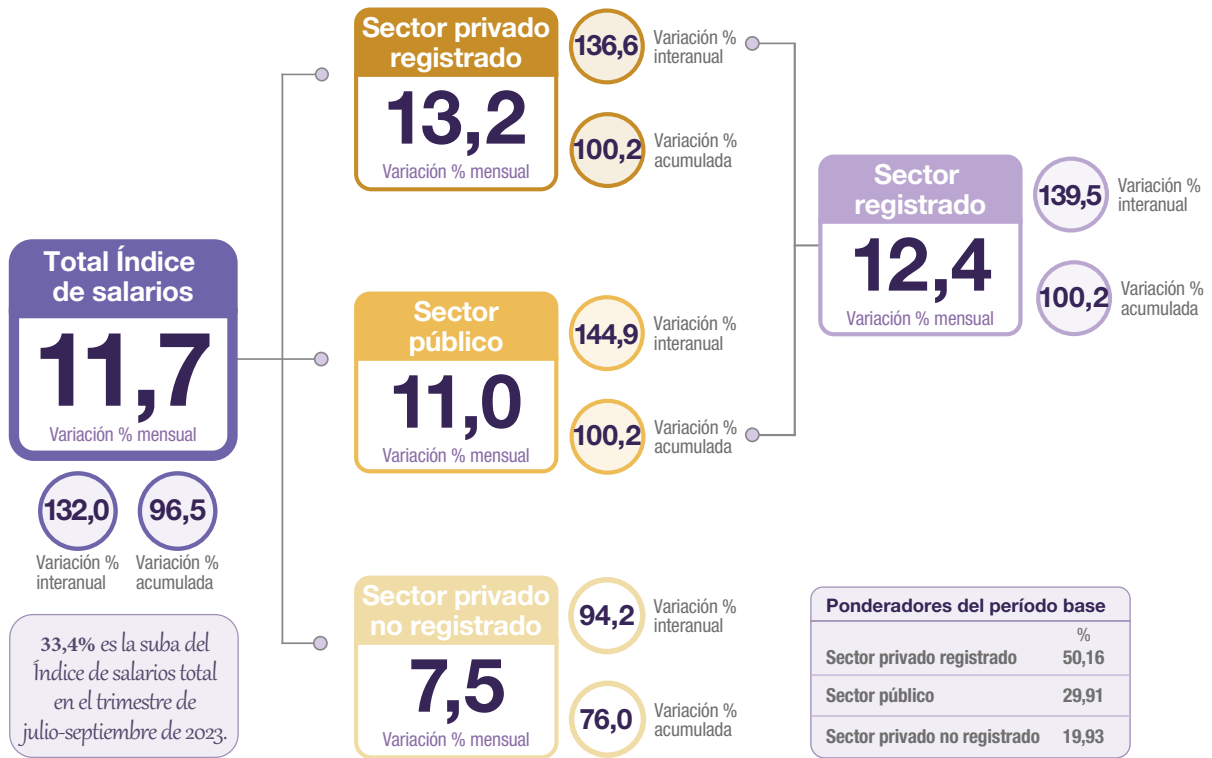 Total Índice
de salarios
11,7
Variación % mensual
132,0
Variación %
interanual
96,5
Variación %
acumulada
33,4% es la suba del
Índice de salarios total
en el trimestre de
julio-septiembre de 2023.
Sector privado
registrado
13,2
Variación % mensual
136,6
Variación %
interanual
100,2
Variación %
acumulada
Sector
público
11,0
Variación % mensual
144,9
Variación %
interanual
100,2
Variación %
acumulada
Sector privado
no registrado
7,5
Variación % mensual
94,2
Variación %
interanual
76,0
Variación %
acumulada
Sector
registrado
12,4
Variación % mensual
139,5
Variación %
interanual
100,2
Variación %
acumulada
Ponderadores del período base
%
Sector privado registrado 50,16
Sector público 29,91
Sector privado no registrado 19,93